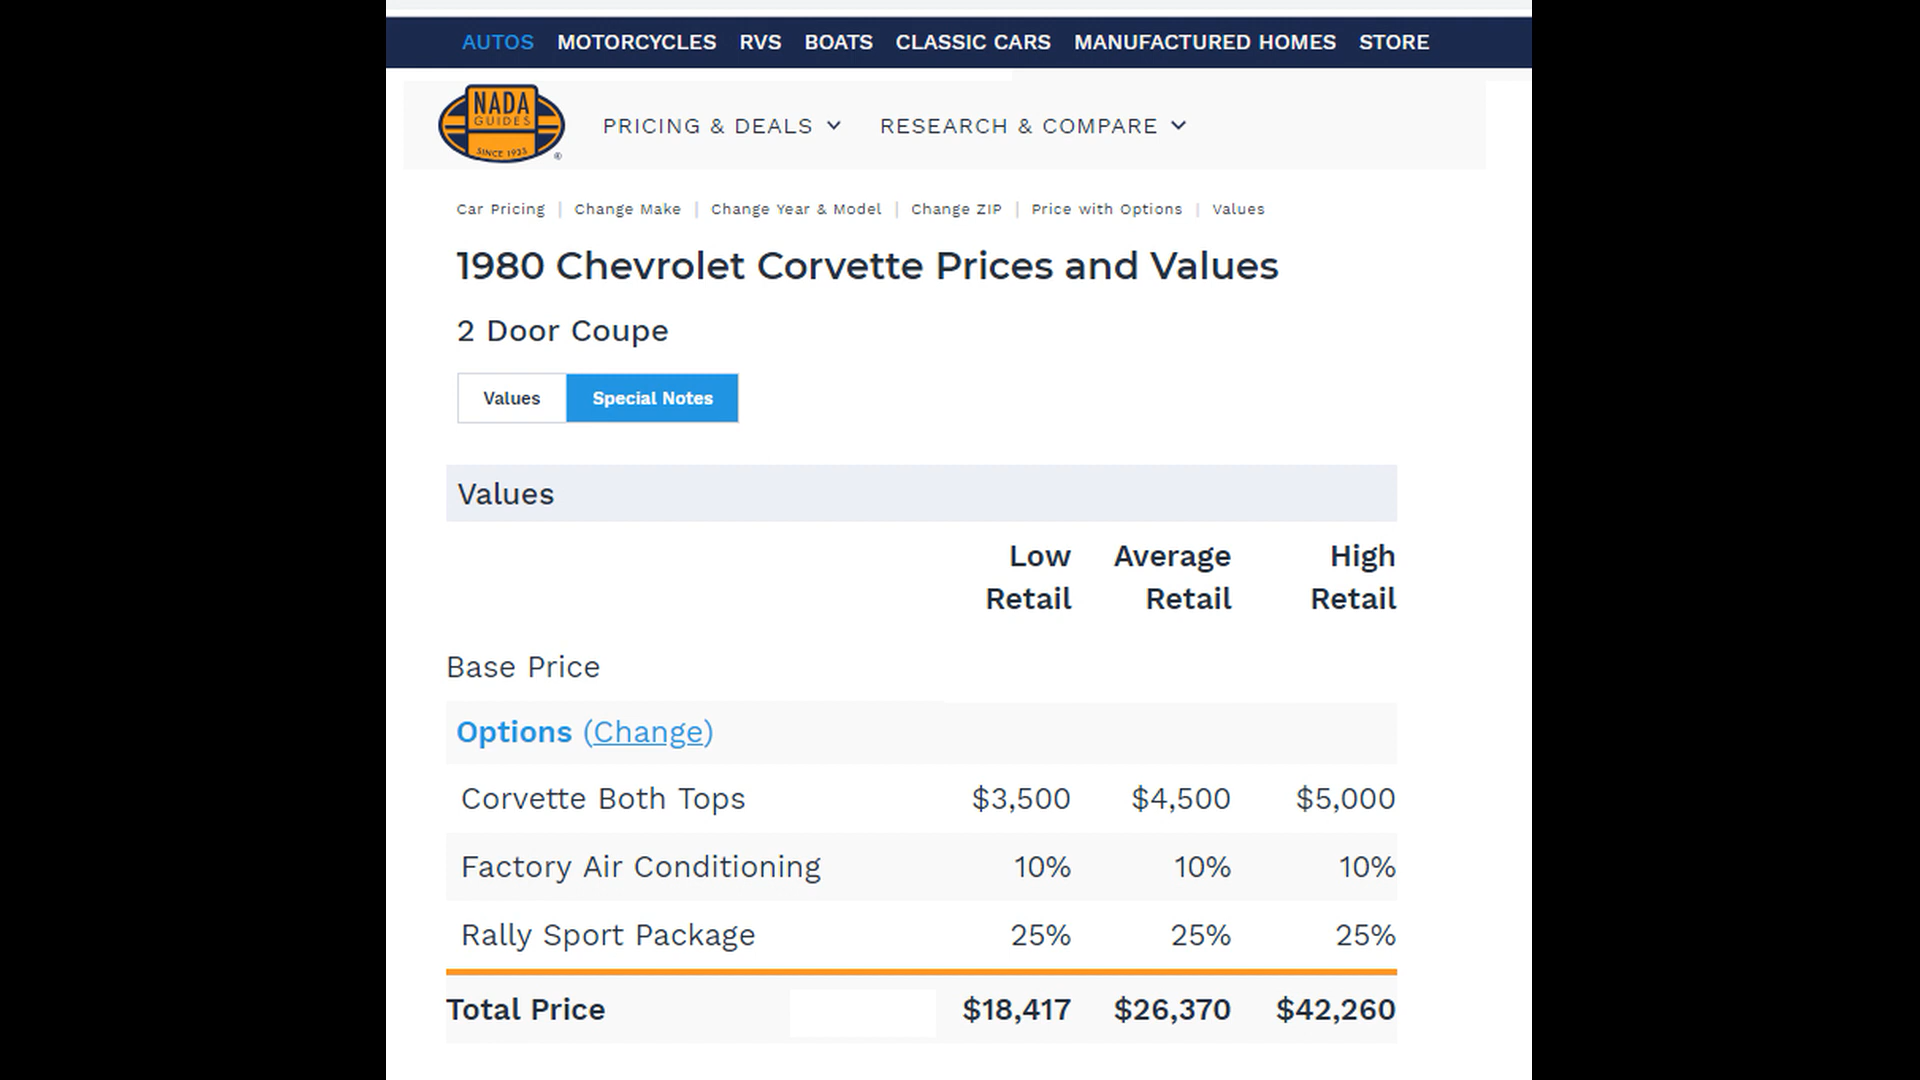 AUTOS MOTORCYCLES RVS BOATS CLASSIC CARS MANUFACTURED HOMES STORE
NADA
GUIDES
SINCE 1933
®
PRICING & DEALS RESEARCH & COMPARE
Car Pricing | Change Make | Change Year & Model | Change ZIP | Price with Options | Values
1980 Chevrolet Corvette Prices and Values
2 Door Coupe
Values Special Notes
Values
Low Average High
Retail Retail Retail
Base Price
Options (Change)
Corvette Both Tops $3,500 $4,500 $5,000
Factory Air Conditioning 10% 10% 10%
Rally Sport Package 25% 25% 25%
Total Price $18,417 $26,370 $42,260